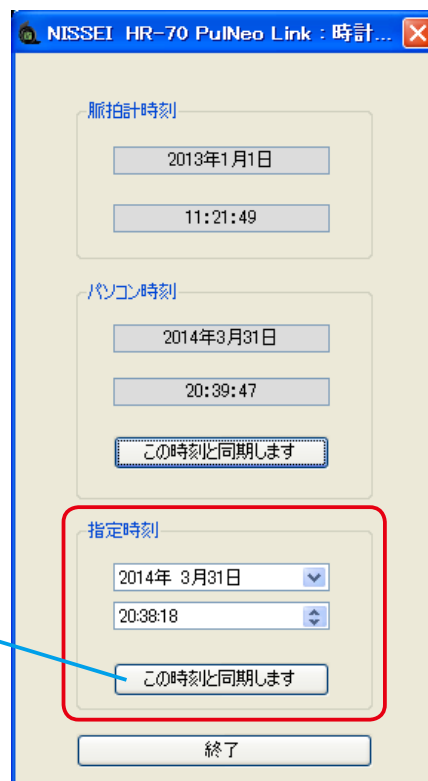 NISSEI HR-70 PulNeo Link：時計...
脈拍計時刻
2013年1月1日
11:21:49
パソコン時刻
2014年3月31日
20:39:47
この時刻と同期します
指定時刻
2014年 3月31日
20:38:18
この時刻と同期します
終了